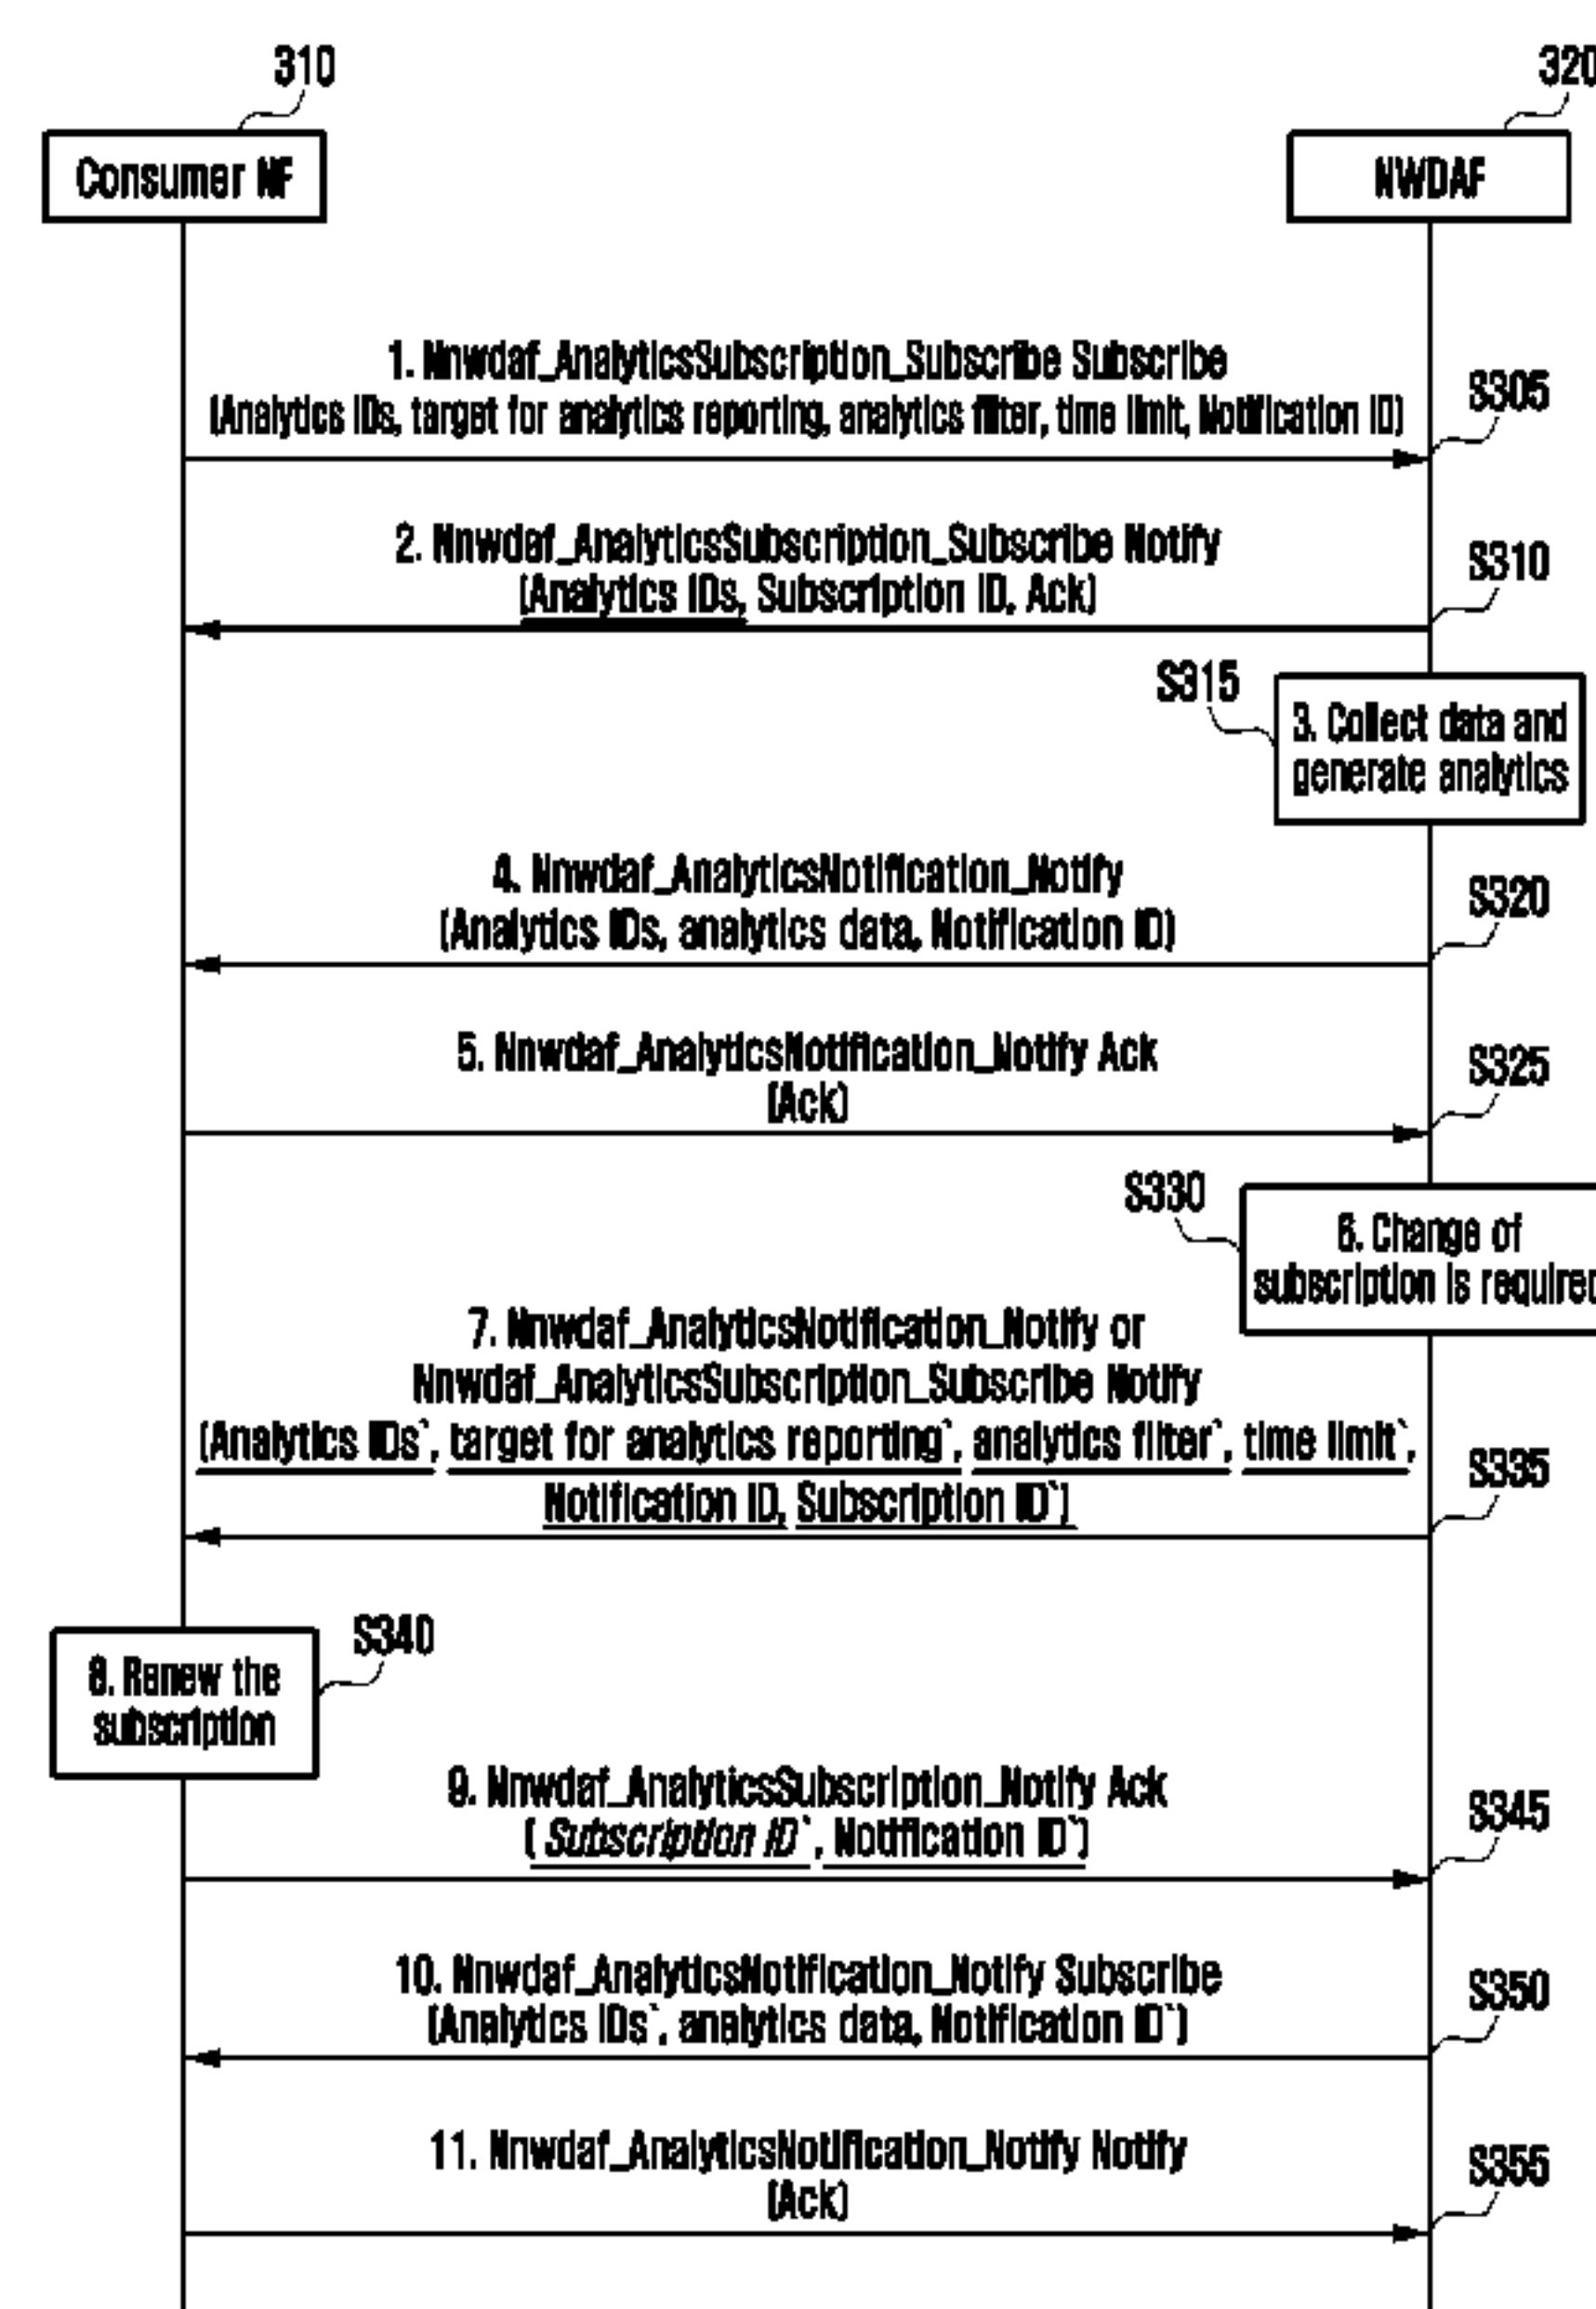 310
320
Consumer NF
NWDAF
1. Nnwdaf_AnalyticsSubscription_Subscribe Subscribe
(Analytics IDs, target for analytics reporting, analytics filter, time limit, Notification ID)
S305
2. Nnwdaf_AnalyticsSubscription_Subscribe Notify
(Analytics IDs, Subscription ID, Ack)
S310
S315
3. Collect data and
generate analytics
4. Nnwdaf_AnalyticsNotification_Notify
(Analytics IDs, analytics data, Notification ID)
S320
5. Nnwdaf_AnalyticsNotification_Notify Ack
(Ack)
S325
S330
6. Change of
subscription is required
7. Nnwdaf_AnalyticsNotification_Notify or
Nnwdaf_AnalyticsSubscription_Subscribe Notify
(Analytics IDs`, target for analytics reporting`, analytics filter`, time limit`,
Notification ID, Subscription ID`)
S335
S340
8. Renew the
subscription
9. Nnwdaf_AnalyticsSubscription_Notify Ack
(Subscription ID`, Notification ID`)
S345
10. Nnwdaf_AnalyticsNotification_Notify Subscribe
(Analytics IDs`, analytics data, Notification ID`)
S350
11. Nnwdaf_AnalyticsNotification_Notify Notify
(Ack)
S355